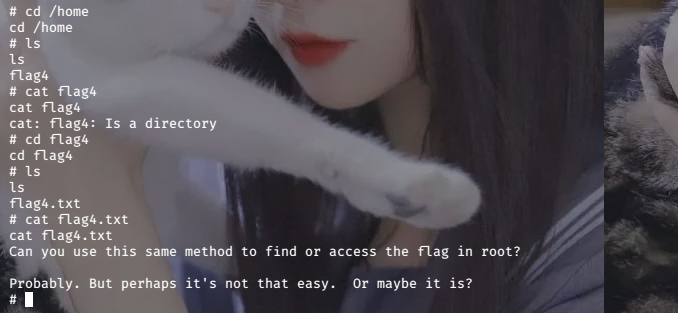 # cd /home
cd /home
# ls
ls
flag4
# cat flag4
cat flag4
cat: flag4: Is a directory
# cd flag4
cd flag4
# ls
ls
flag4.txt
# cat flag4.txt
cat flag4.txt
Can you use this same method to find or access the flag in root?
Probably. But perhaps it's not that easy.  Or maybe it is?
#